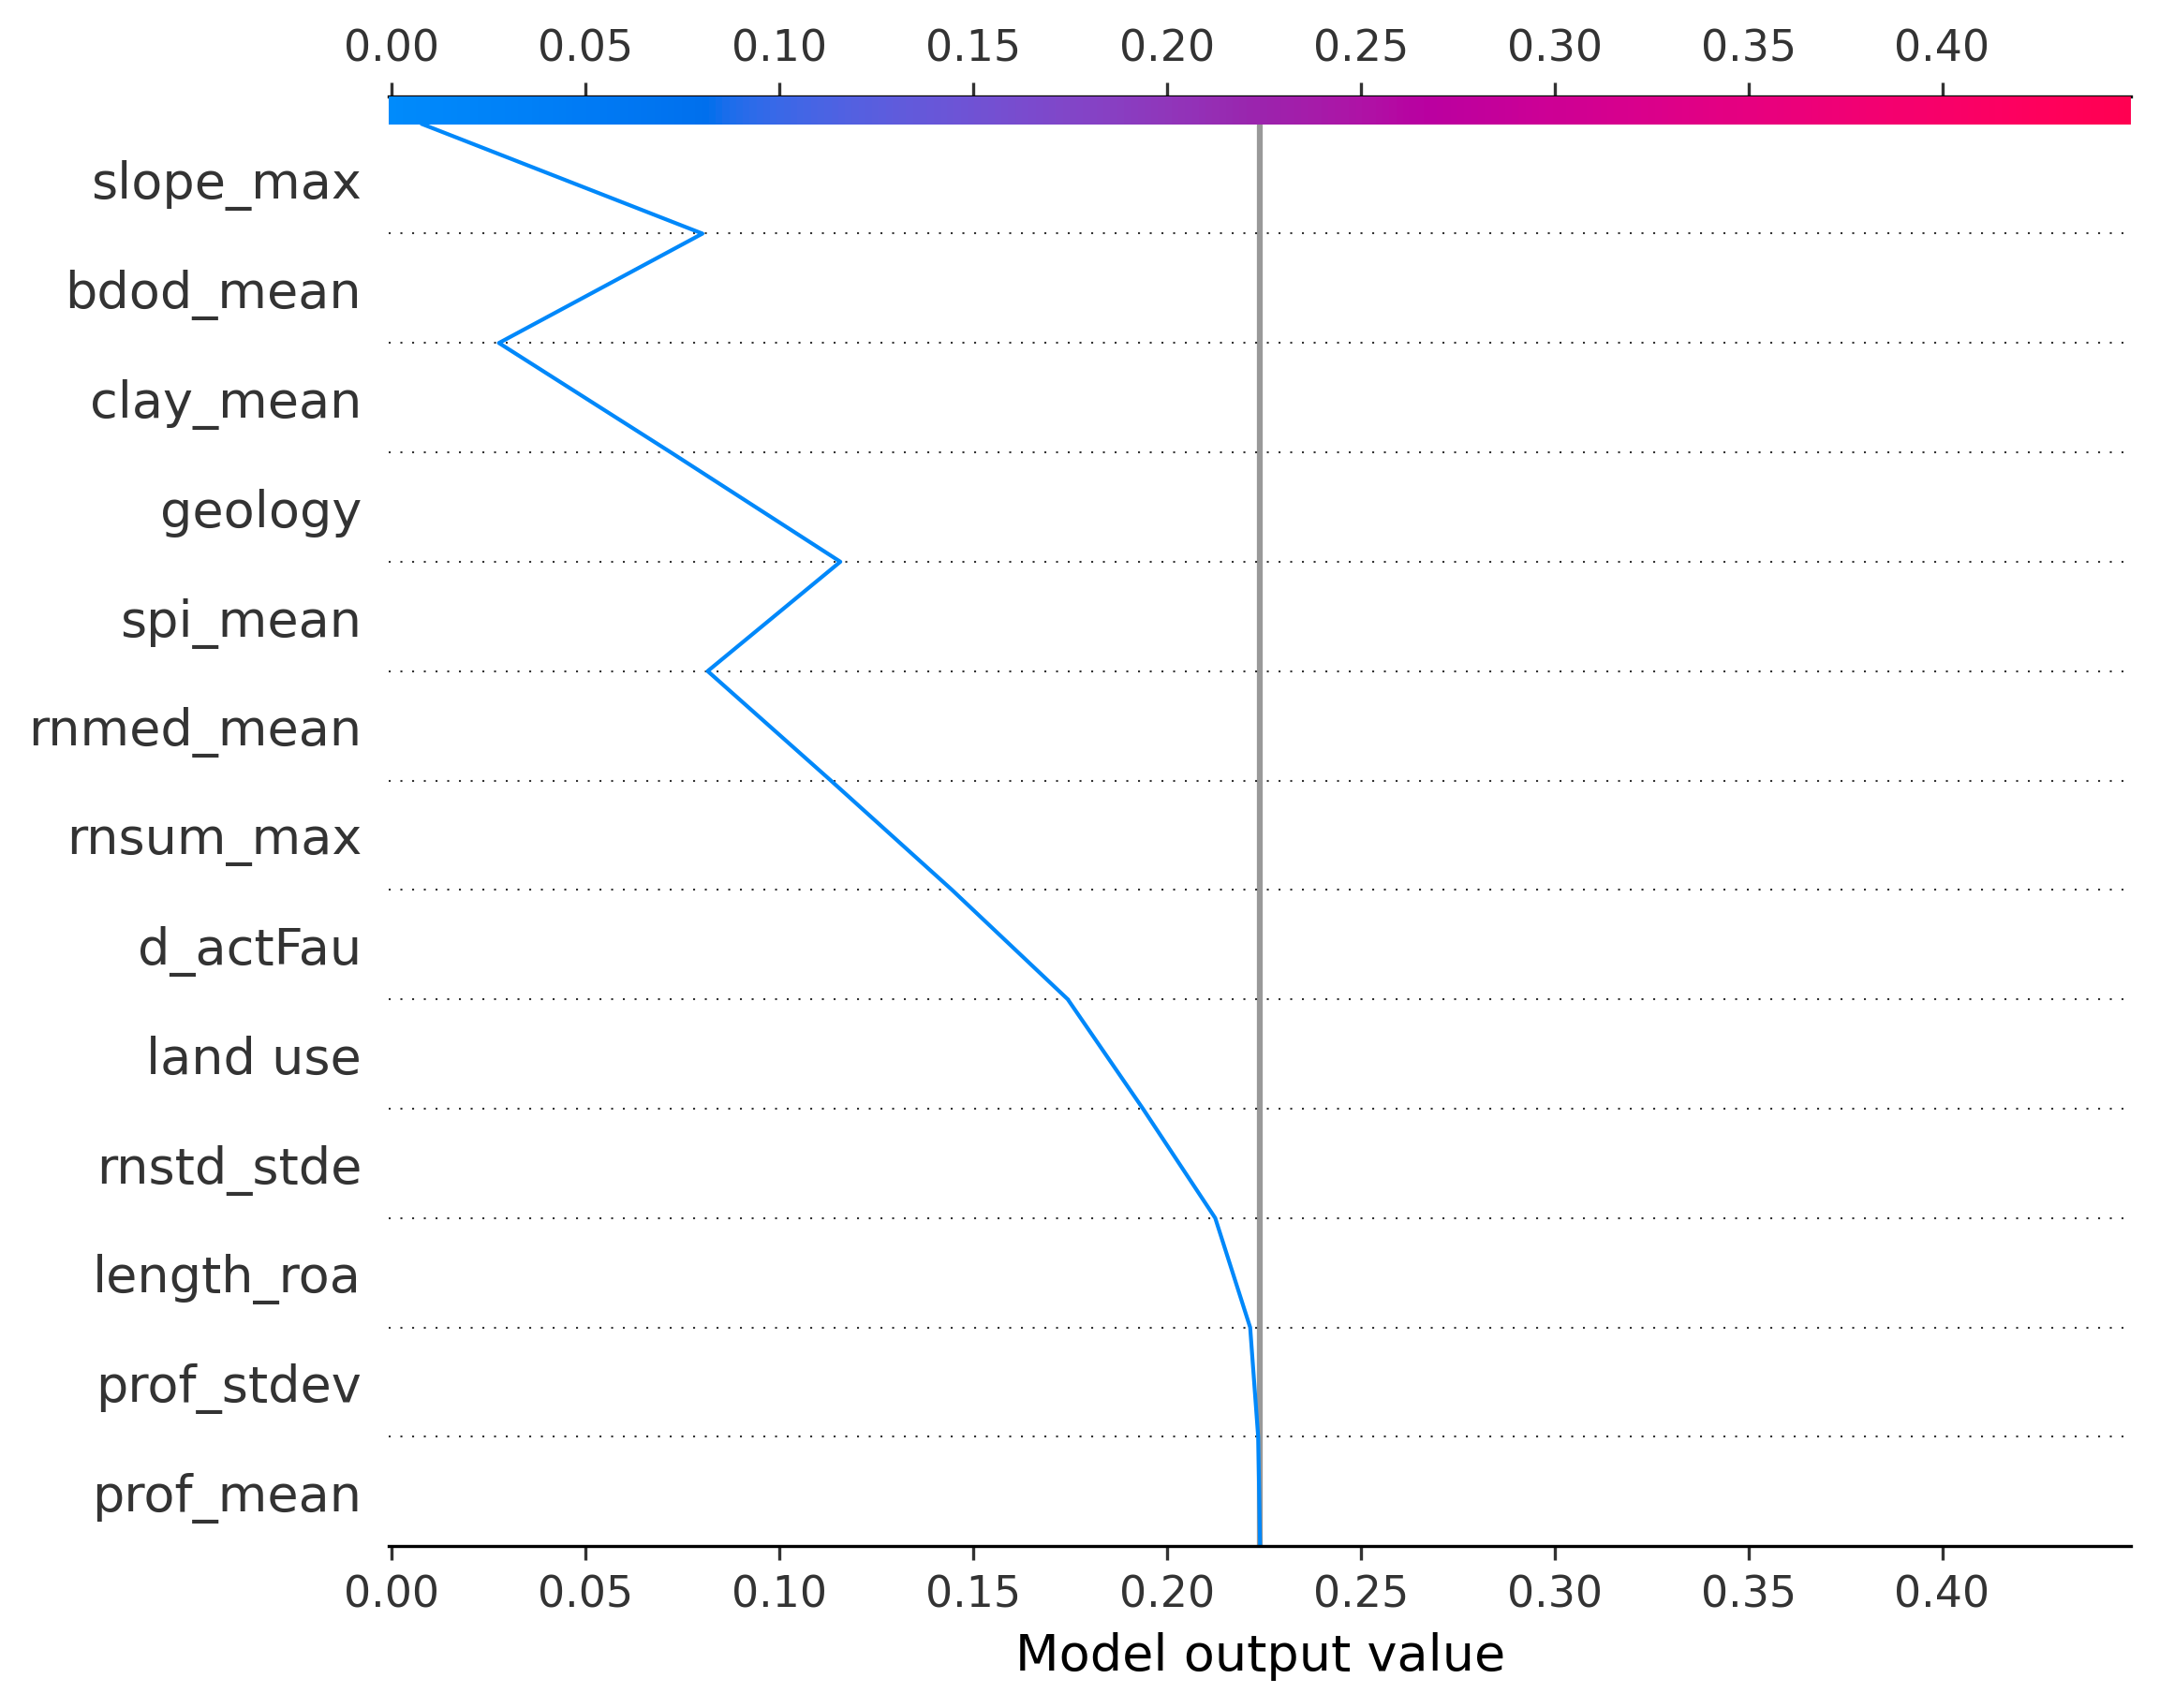 0.00 0.05 0.10 0.15 0.20 0.25 0.30 0.35 0.40
slope_max
bdod_mean
clay_mean
geology
spi_mean
rnmed_mean
rnsum_max
d_actFau
land use
rnstd_stde
length_roa
prof_stdev
prof_mean
0.00 0.05 0.10 0.15 0.20 0.25 0.30 0.35 0.40
Model output value